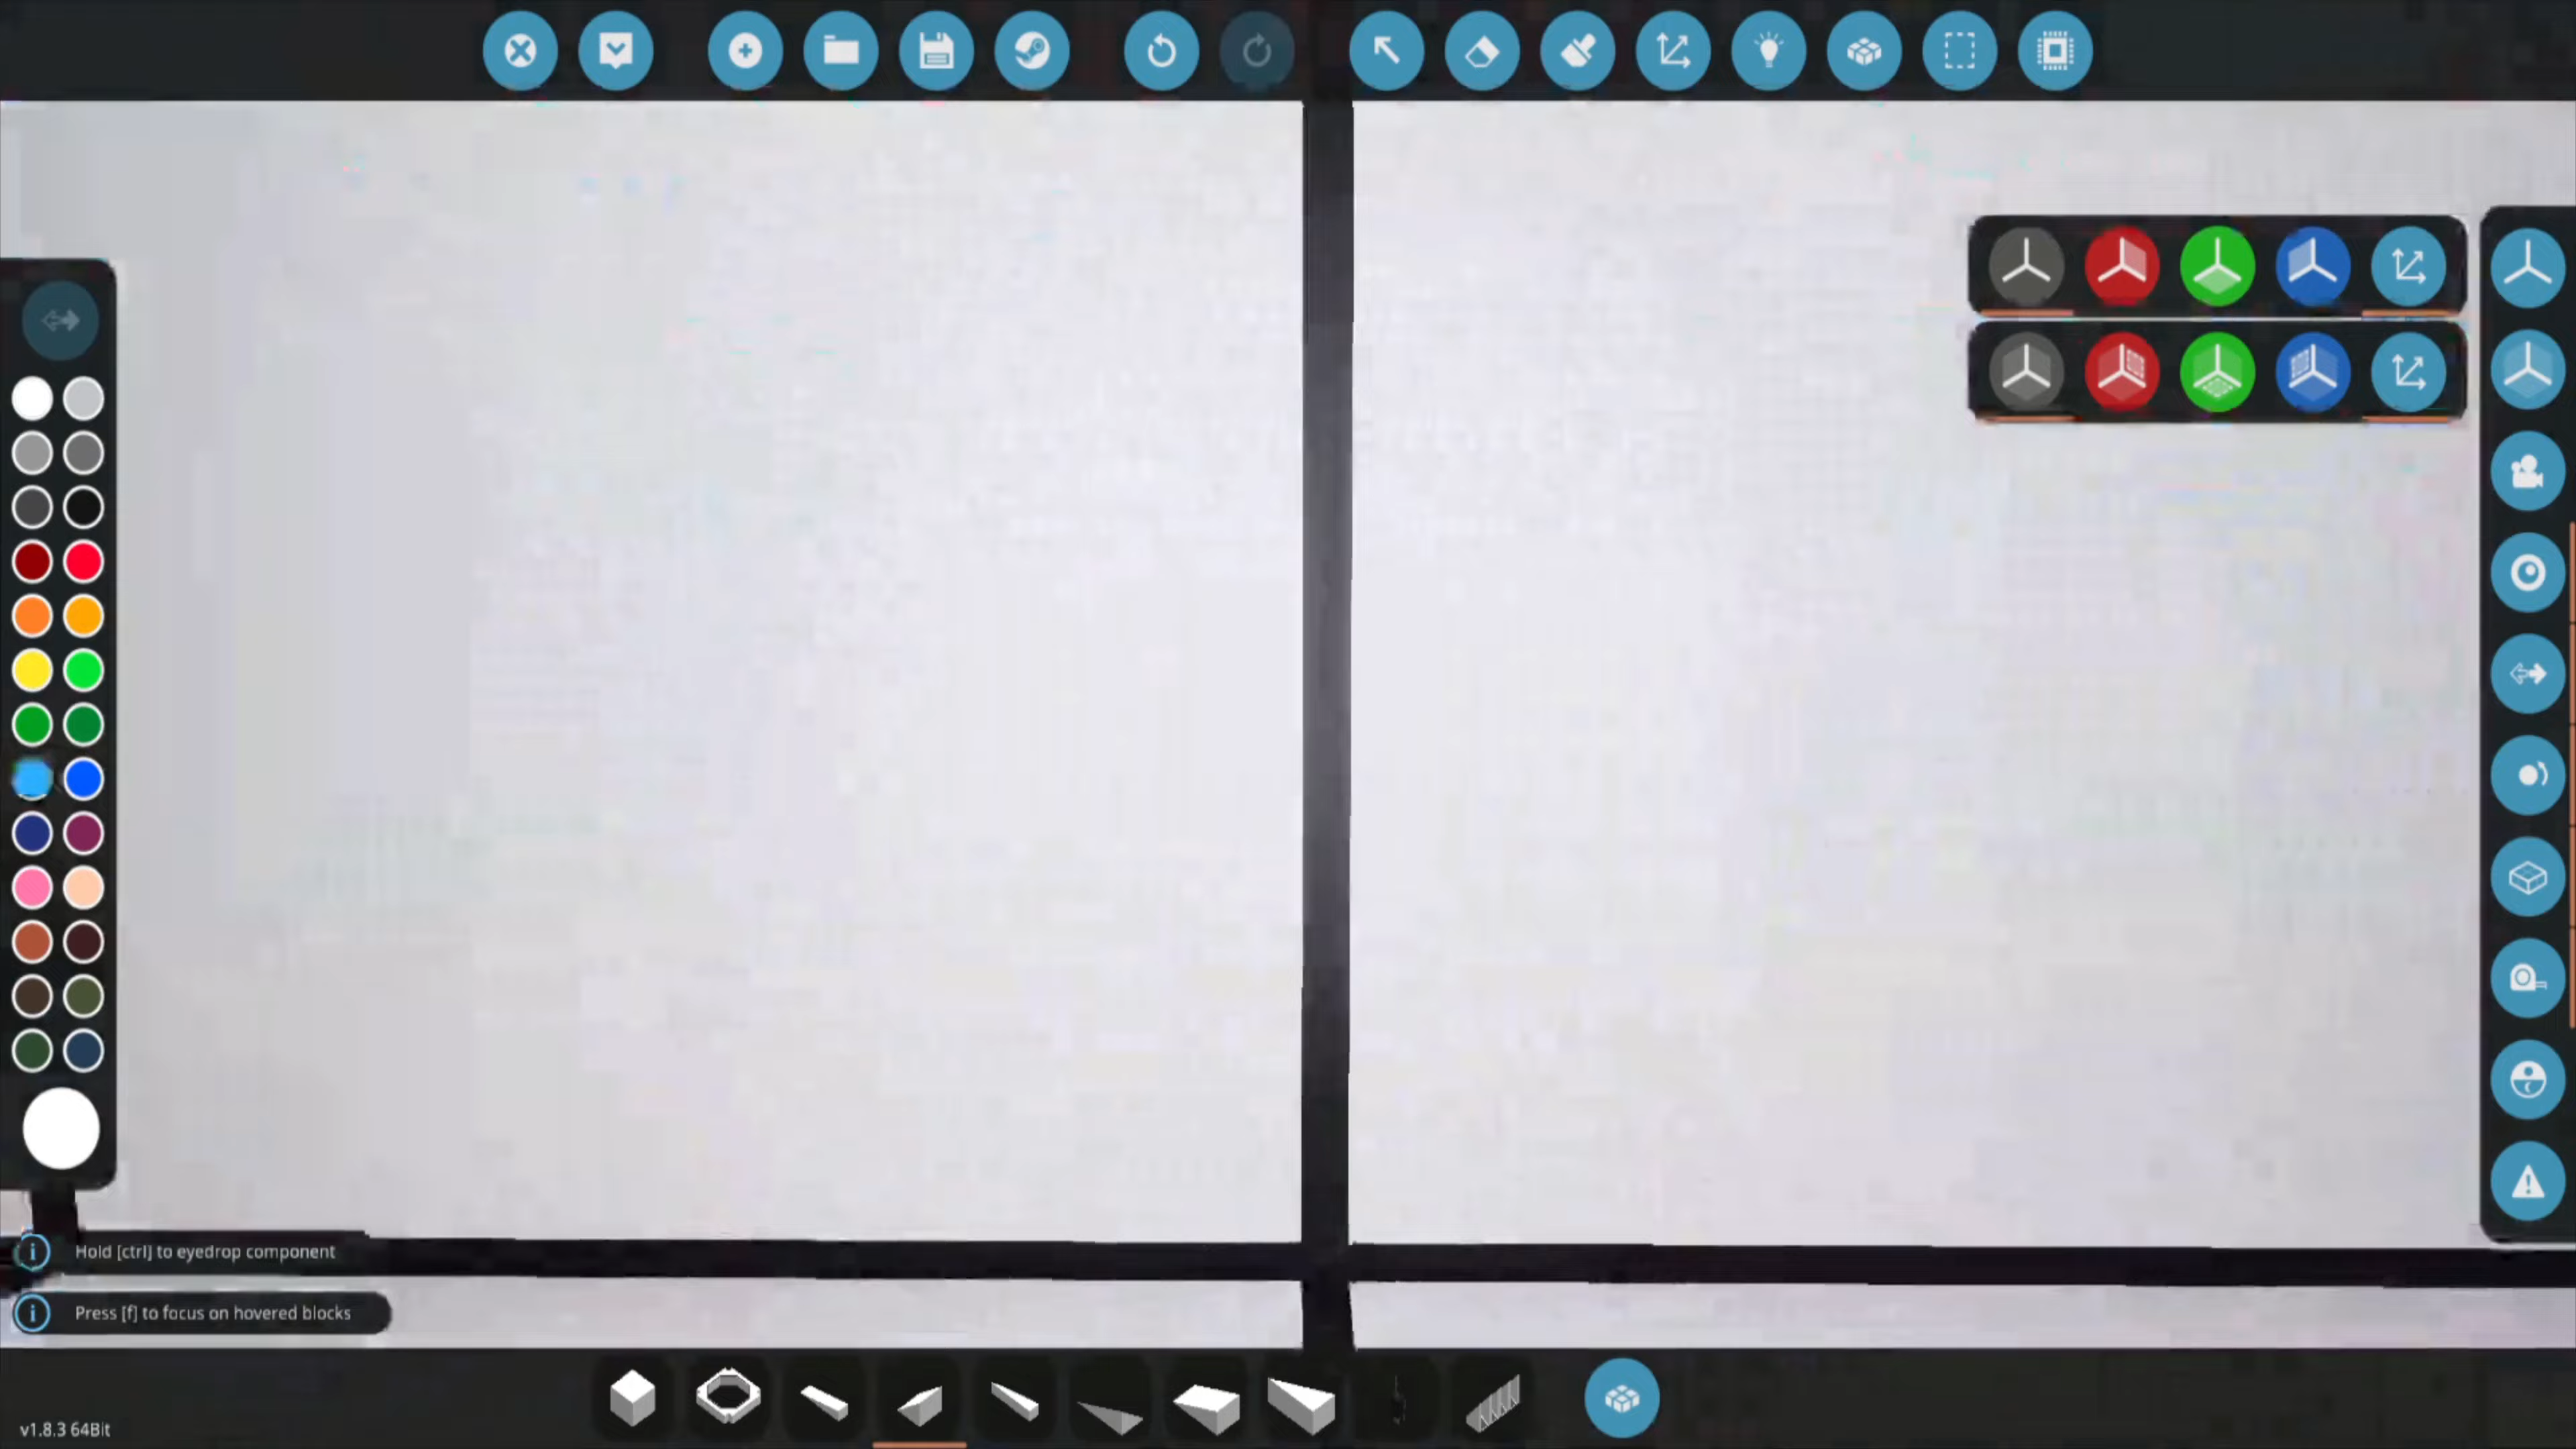 Hold [ctrl] to eyedrop component
Press [f] to focus on hovered blocks
v1.8.3 64Bit